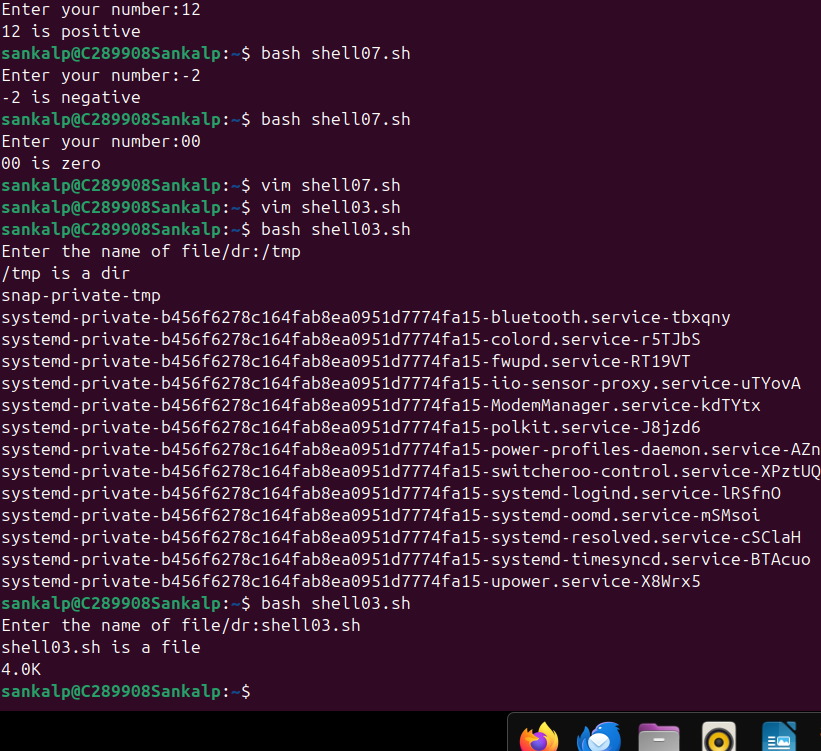 Enter your number:12
12 is positive
sankalp@C289908Sankalp:~$ bash shell07.sh
Enter your number:-2
-2 is negative
sankalp@C289908Sankalp:~$ bash shell07.sh
Enter your number:00
00 is zero
sankalp@C289908Sankalp:~$ vim shell07.sh
sankalp@C289908Sankalp:~$ vim shell03.sh
sankalp@C289908Sankalp:~$ bash shell03.sh
Enter the name of file/dr:/tmp
/tmp is a dir
snap-private-tmp
systemd-private-b456f6278c164fab8ea0951d7774fa15-bluetooth.service-tbxqny
systemd-private-b456f6278c164fab8ea0951d7774fa15-colord.service-r5TJbS
systemd-private-b456f6278c164fab8ea0951d7774fa15-fwupd.service-RT19VT
systemd-private-b456f6278c164fab8ea0951d7774fa15-iio-sensor-proxy.service-uTYovA
systemd-private-b456f6278c164fab8ea0951d7774fa15-ModemManager.service-kdTYtx
systemd-private-b456f6278c164fab8ea0951d7774fa15-polkit.service-J8jzd6
systemd-private-b456f6278c164fab8ea0951d7774fa15-power-profiles-daemon.service-AZn
systemd-private-b456f6278c164fab8ea0951d7774fa15-switcheroo-control.service-XPztUQ
systemd-private-b456f6278c164fab8ea0951d7774fa15-systemd-logind.service-lRSfnO
systemd-private-b456f6278c164fab8ea0951d7774fa15-systemd-oomd.service-mSMsoi
systemd-private-b456f6278c164fab8ea0951d7774fa15-systemd-resolved.service-cSClaH
systemd-private-b456f6278c164fab8ea0951d7774fa15-systemd-timesyncd.service-BTAcuo
systemd-private-b456f6278c164fab8ea0951d7774fa15-upower.service-X8Wrx5
sankalp@C289908Sankalp:~$ bash shell03.sh
Enter the name of file/dr:shell03.sh
shell03.sh is a file
4.0K
sankalp@C289908Sankalp:~$